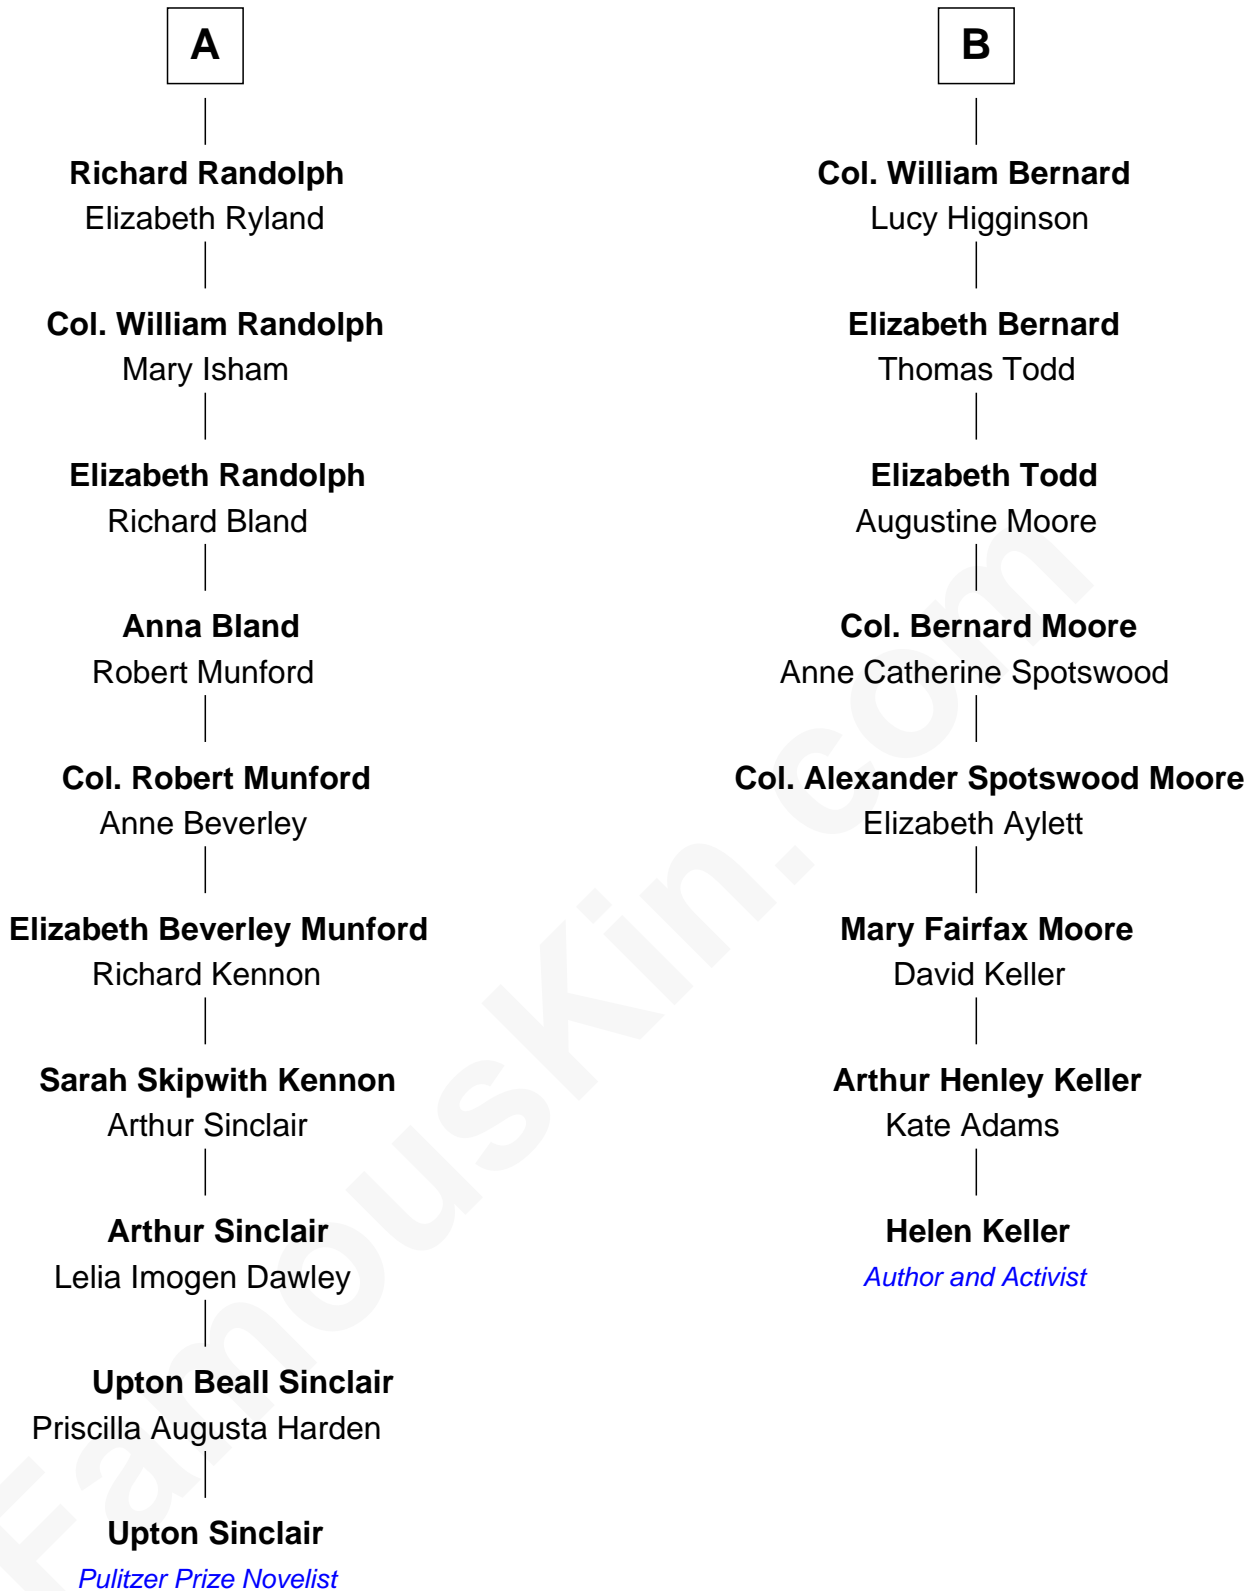 A
Richard Randolph
Elizabeth Ryland
Col. William Randolph
Mary Isham
Elizabeth Randolph
Richard Bland
Anna Bland
Robert Munford
Col. Robert Munford
Anne Beverley
Elizabeth Beverley Munford
Richard Kennon
Sarah Skipwith Kennon
Arthur Sinclair
Arthur Sinclair
Lelia Imogen Dawley
Upton Beall Sinclair
Priscilla Augusta Harden
Upton Sinclair
Pulitzer Prize Novelist
B
Col. William Bernard
Lucy Higginson
Elizabeth Bernard
Thomas Todd
Elizabeth Todd
Augustine Moore
Col. Bernard Moore
Anne Catherine Spotswood
Col. Alexander Spotswood Moore
Elizabeth Aylett
Mary Fairfax Moore
David Keller
Arthur Henley Keller
Kate Adams
Helen Keller
Author and Activist
FamousKin.com